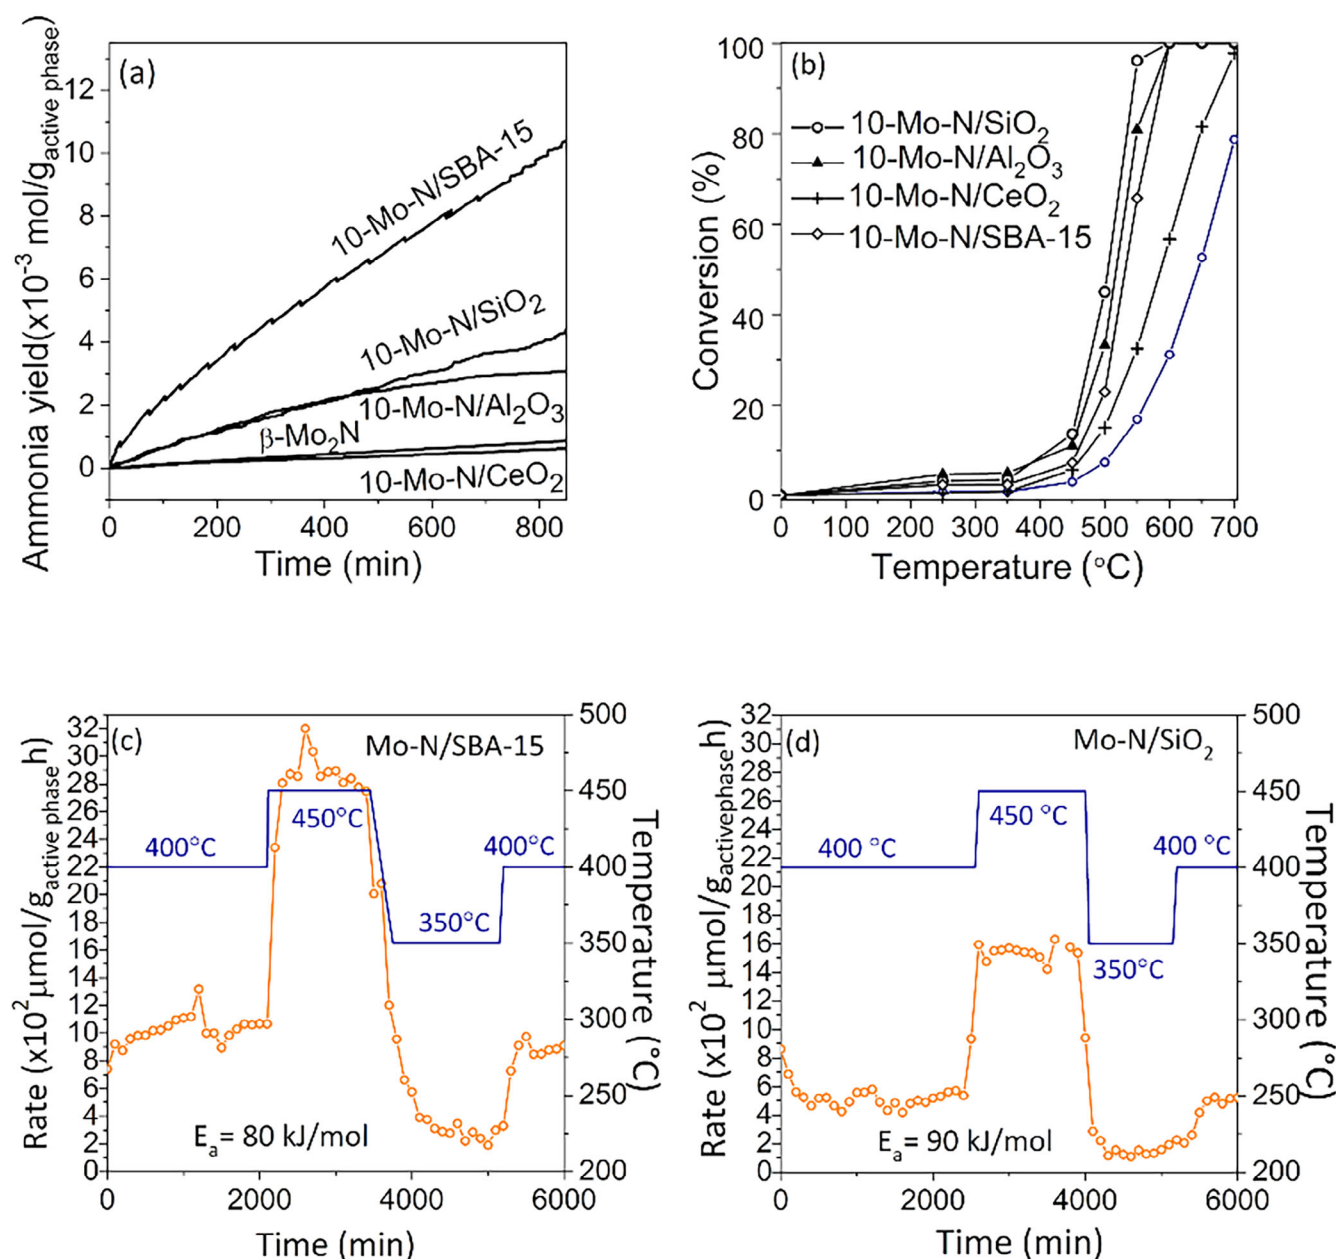 (a)
Ammonia yield(x10⁻³ mol/g_active phase)
12
10
8
6
4
2
0
10-Mo-N/SBA-15
10-Mo-N/SiO₂
10-Mo-N/Al₂O₃
β-Mo₂N
10-Mo-N/CeO₂
0 200 400 600 800
Time (min)
(b)
Conversion (%)
100
80
60
40
20
0
10-Mo-N/SiO₂
10-Mo-N/Al₂O₃
10-Mo-N/CeO₂
10-Mo-N/SBA-15
0 100 200 300 400 500 600 700
Temperature (°C)
(c)
Mo-N/SBA-15
Rate (x10² μmol/g_active phase h)
32
30
28
26
24
22
20
18
16
14
12
10
8
6
4
2
0
400°C
450°C
350°C
400°C
Eₐ= 80 kJ/mol
500
450
400
350
300
250
200
Temperature (°C)
0 2000 4000 6000
Time (min)
(d)
Mo-N/SiO₂
Rate (x10² μmol/g_activephase h)
32
30
28
26
24
22
21
18
16
14
12
10
8
6
4
2
0
400 °C
450 °C
350°C
400 °C
Eₐ= 90 kJ/mol
500
450
400
350
300
250
200
Temperature (°C)
0 2000 4000 6000
Time (min)